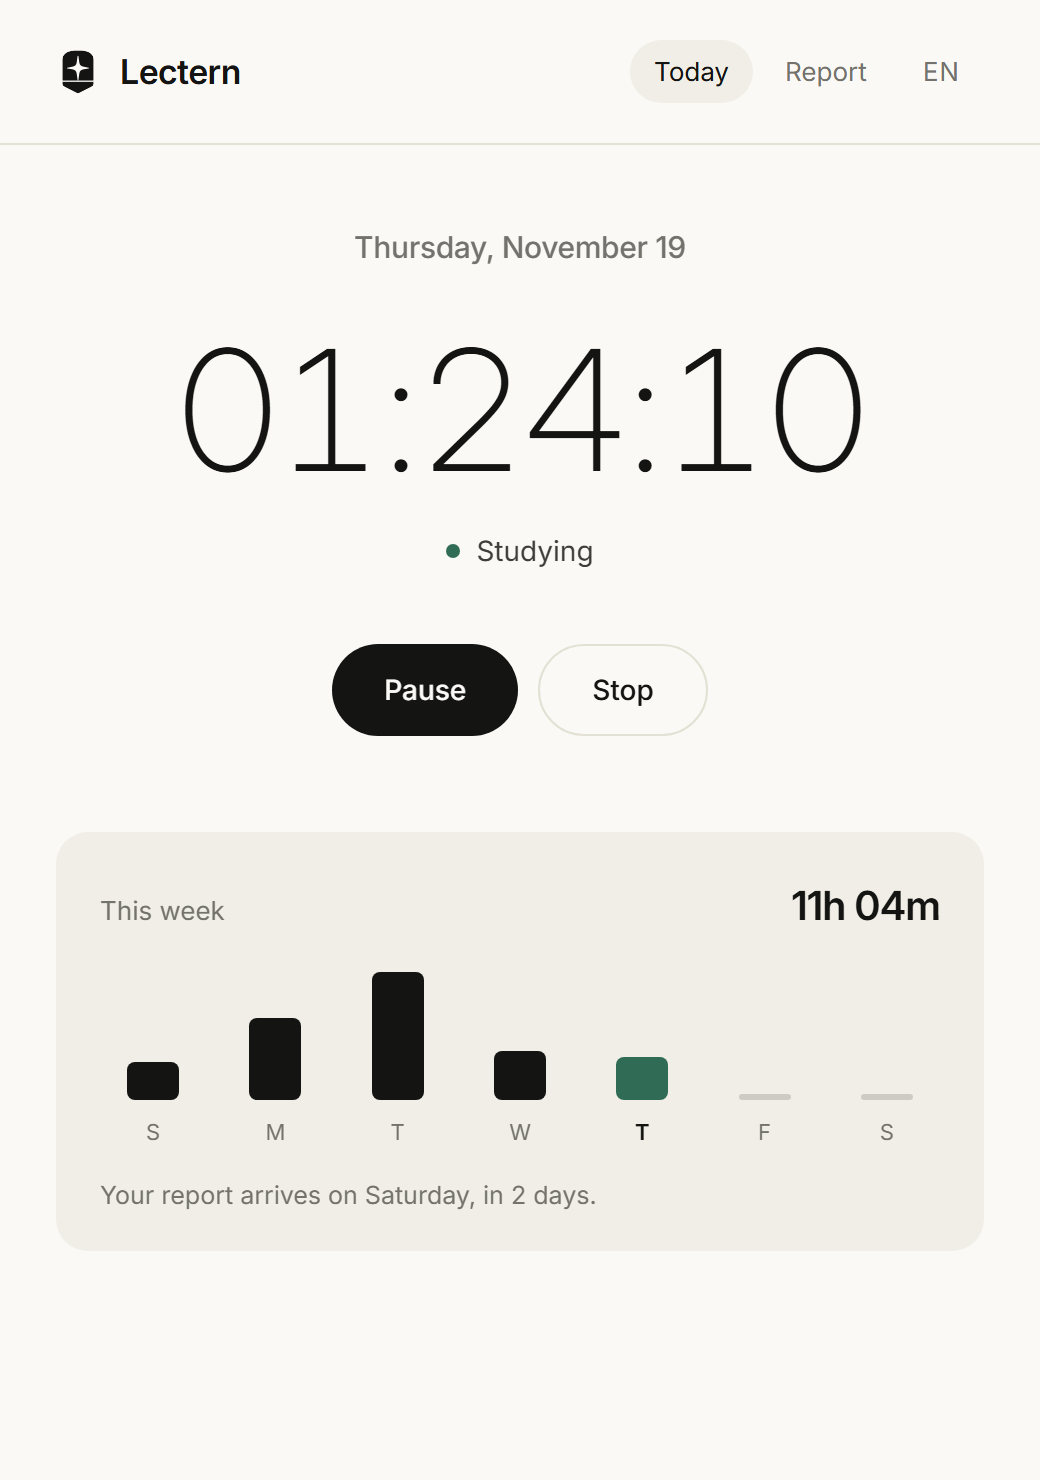 Lectern
Today Report EN
Thursday, November 19
01:24:10
Studying
Pause Stop
This week 11h 04m
S M T W T F S
Your report arrives on Saturday, in 2 days.